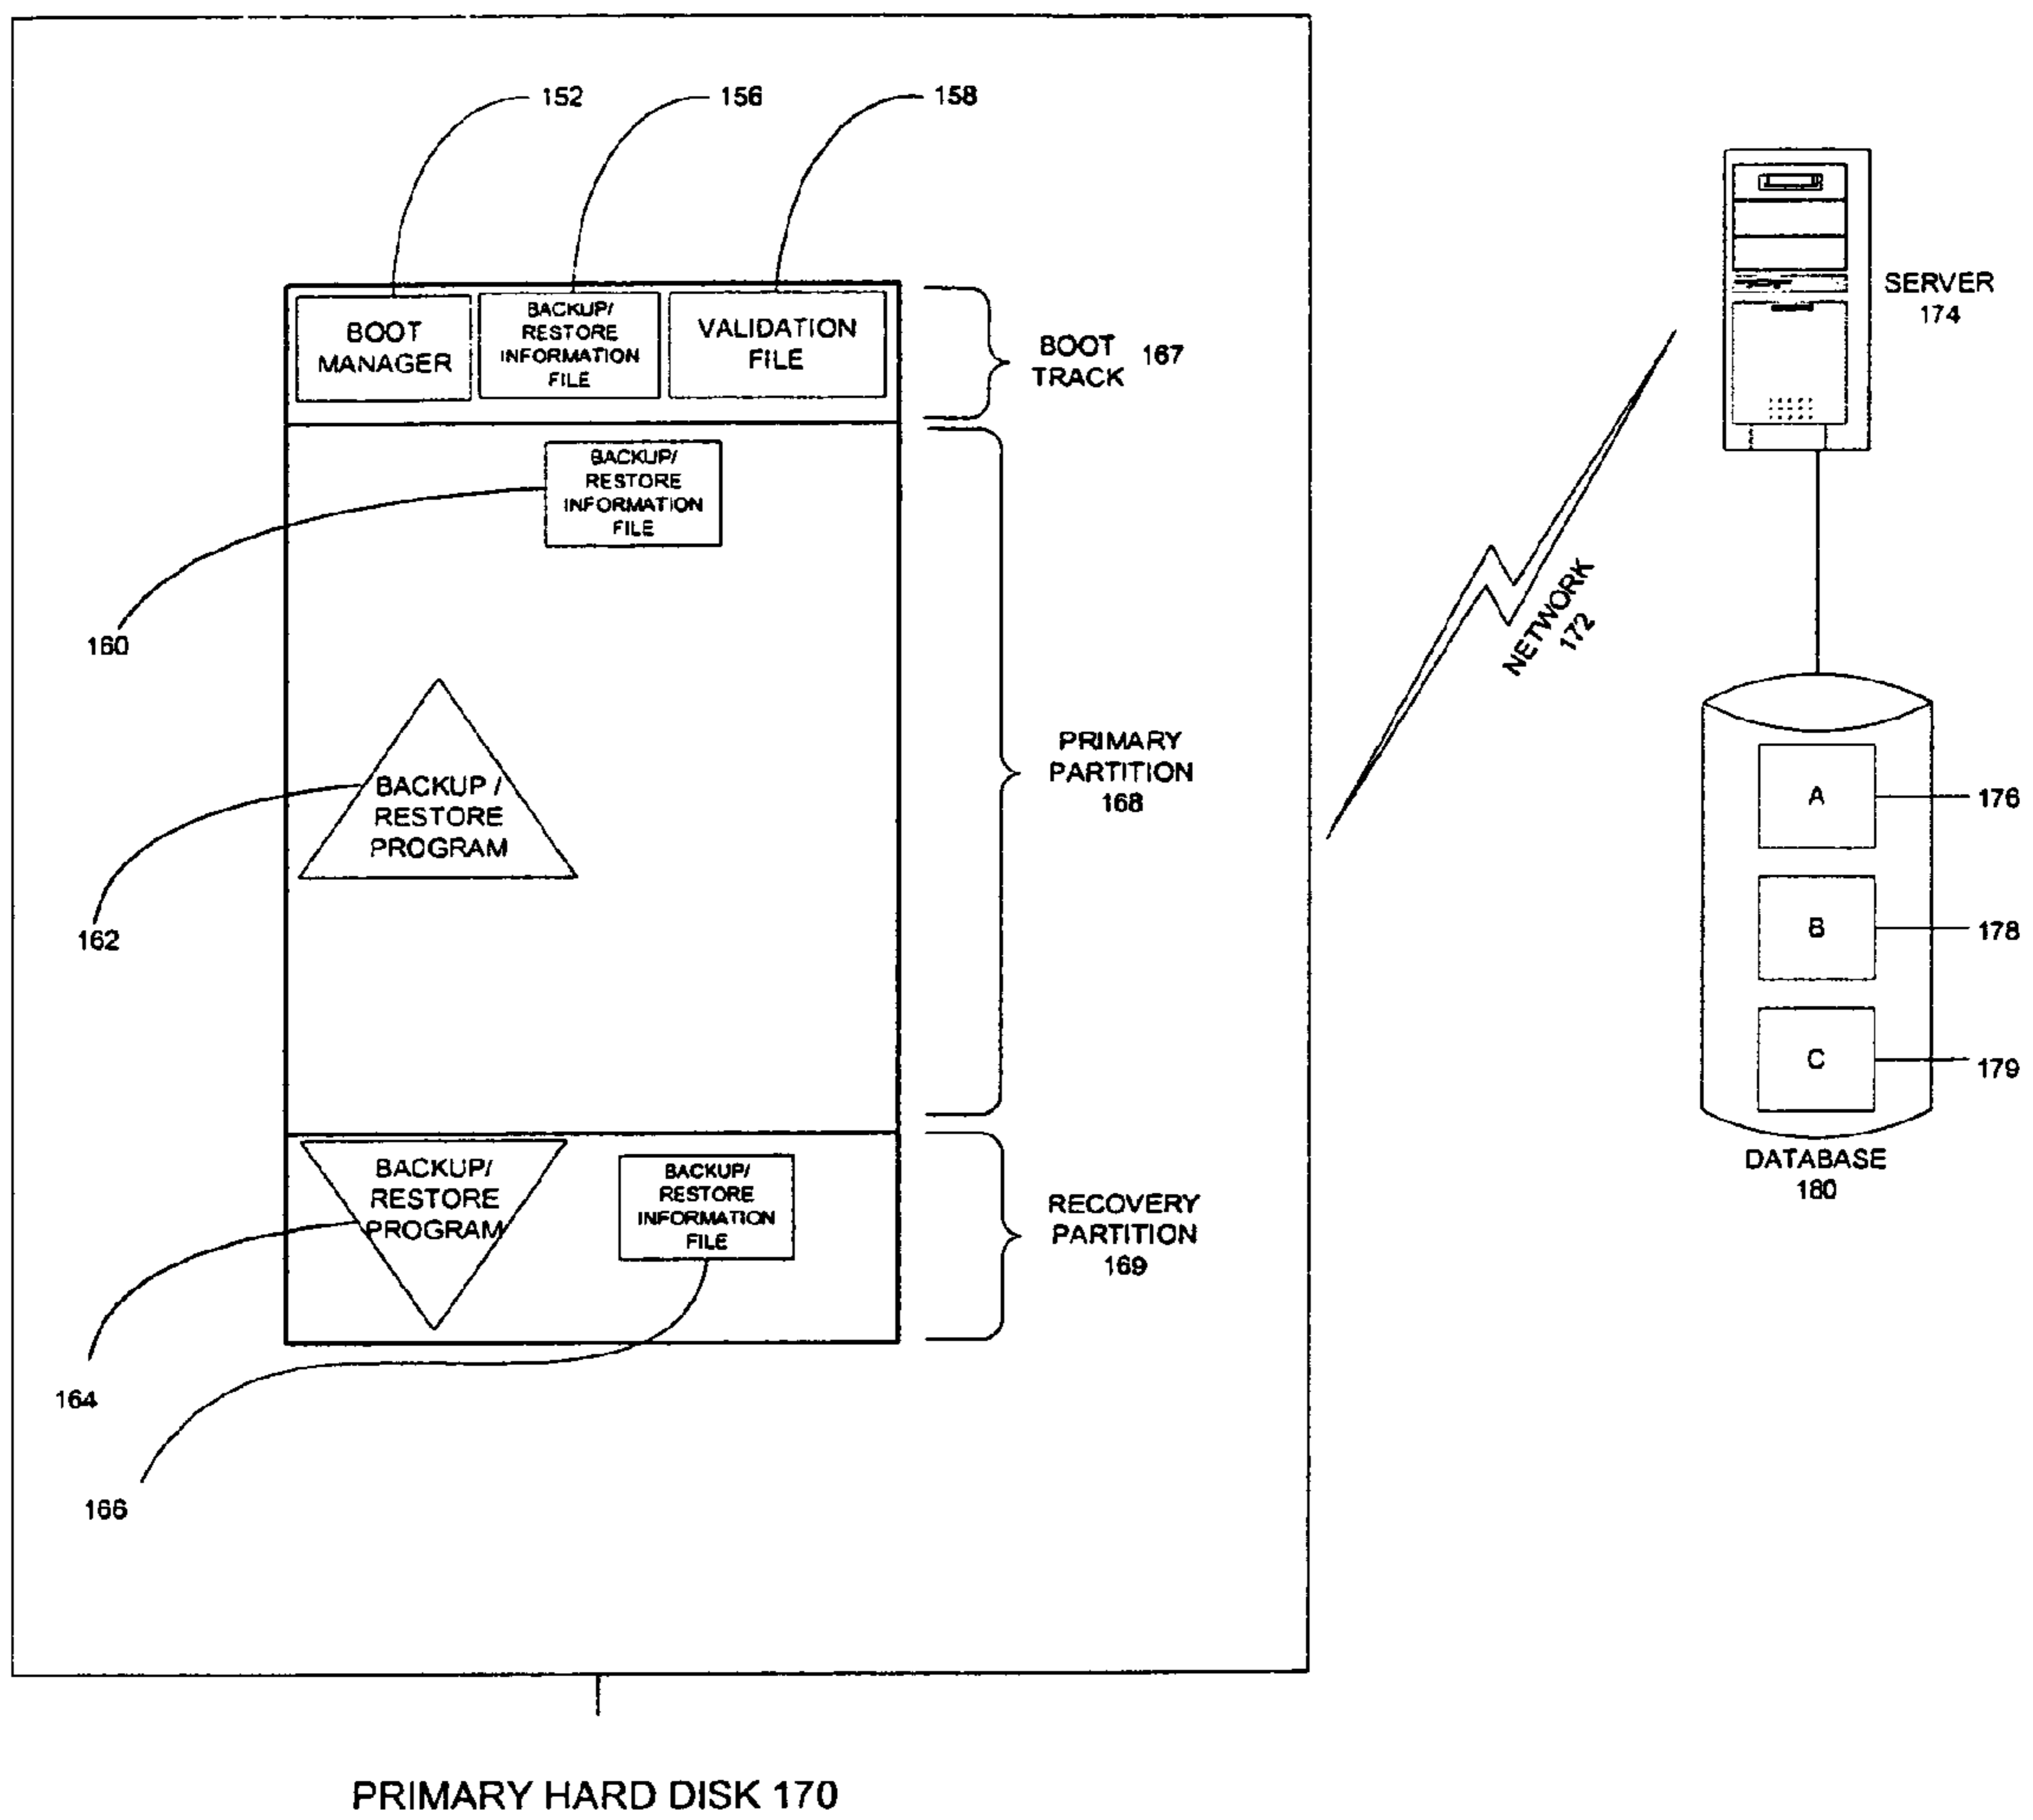 152
156
158
BOOT
MANAGER
BACKUP/
RESTORE
INFORMATION
FILE
VALIDATION
FILE
BOOT
TRACK
167
BACKUP/
RESTORE
INFORMATION
FILE
160
BACKUP /
RESTORE
PROGRAM
162
PRIMARY
PARTITION
168
BACKUP/
RESTORE
PROGRAM
164
BACKUP/
RESTORE
INFORMATION
FILE
166
RECOVERY
PARTITION
169
SERVER
174
NETWORK
172
A
176
B
178
C
179
DATABASE
180
PRIMARY HARD DISK 170